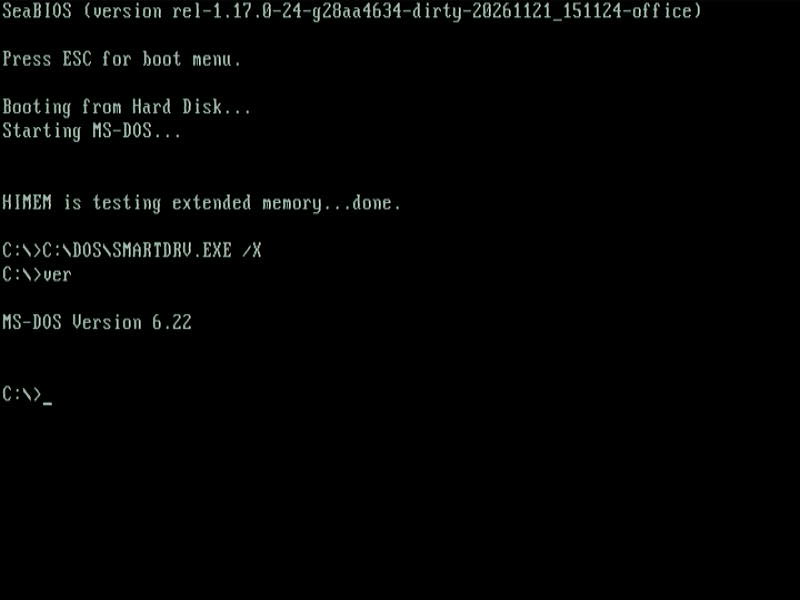 SeaBIOS (version rel-1.17.0-24-g28aa4634-dirty-20261121_151124-office)
Press ESC for boot menu.
Booting from Hard Disk...
Starting MS-DOS...
HIMEM is testing extended memory...done.
C:\>C:\DOS\SMARTDRV.EXE /X
C:\>ver
MS-DOS Version 6.22
C:\>_